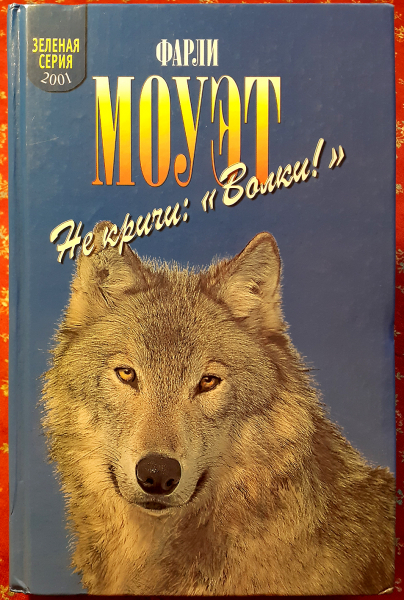 ЗЕЛЕНАЯ
СЕРИЯ
2001
ФАРЛИ
МОУЭТ
Не кричи: «Волки!»